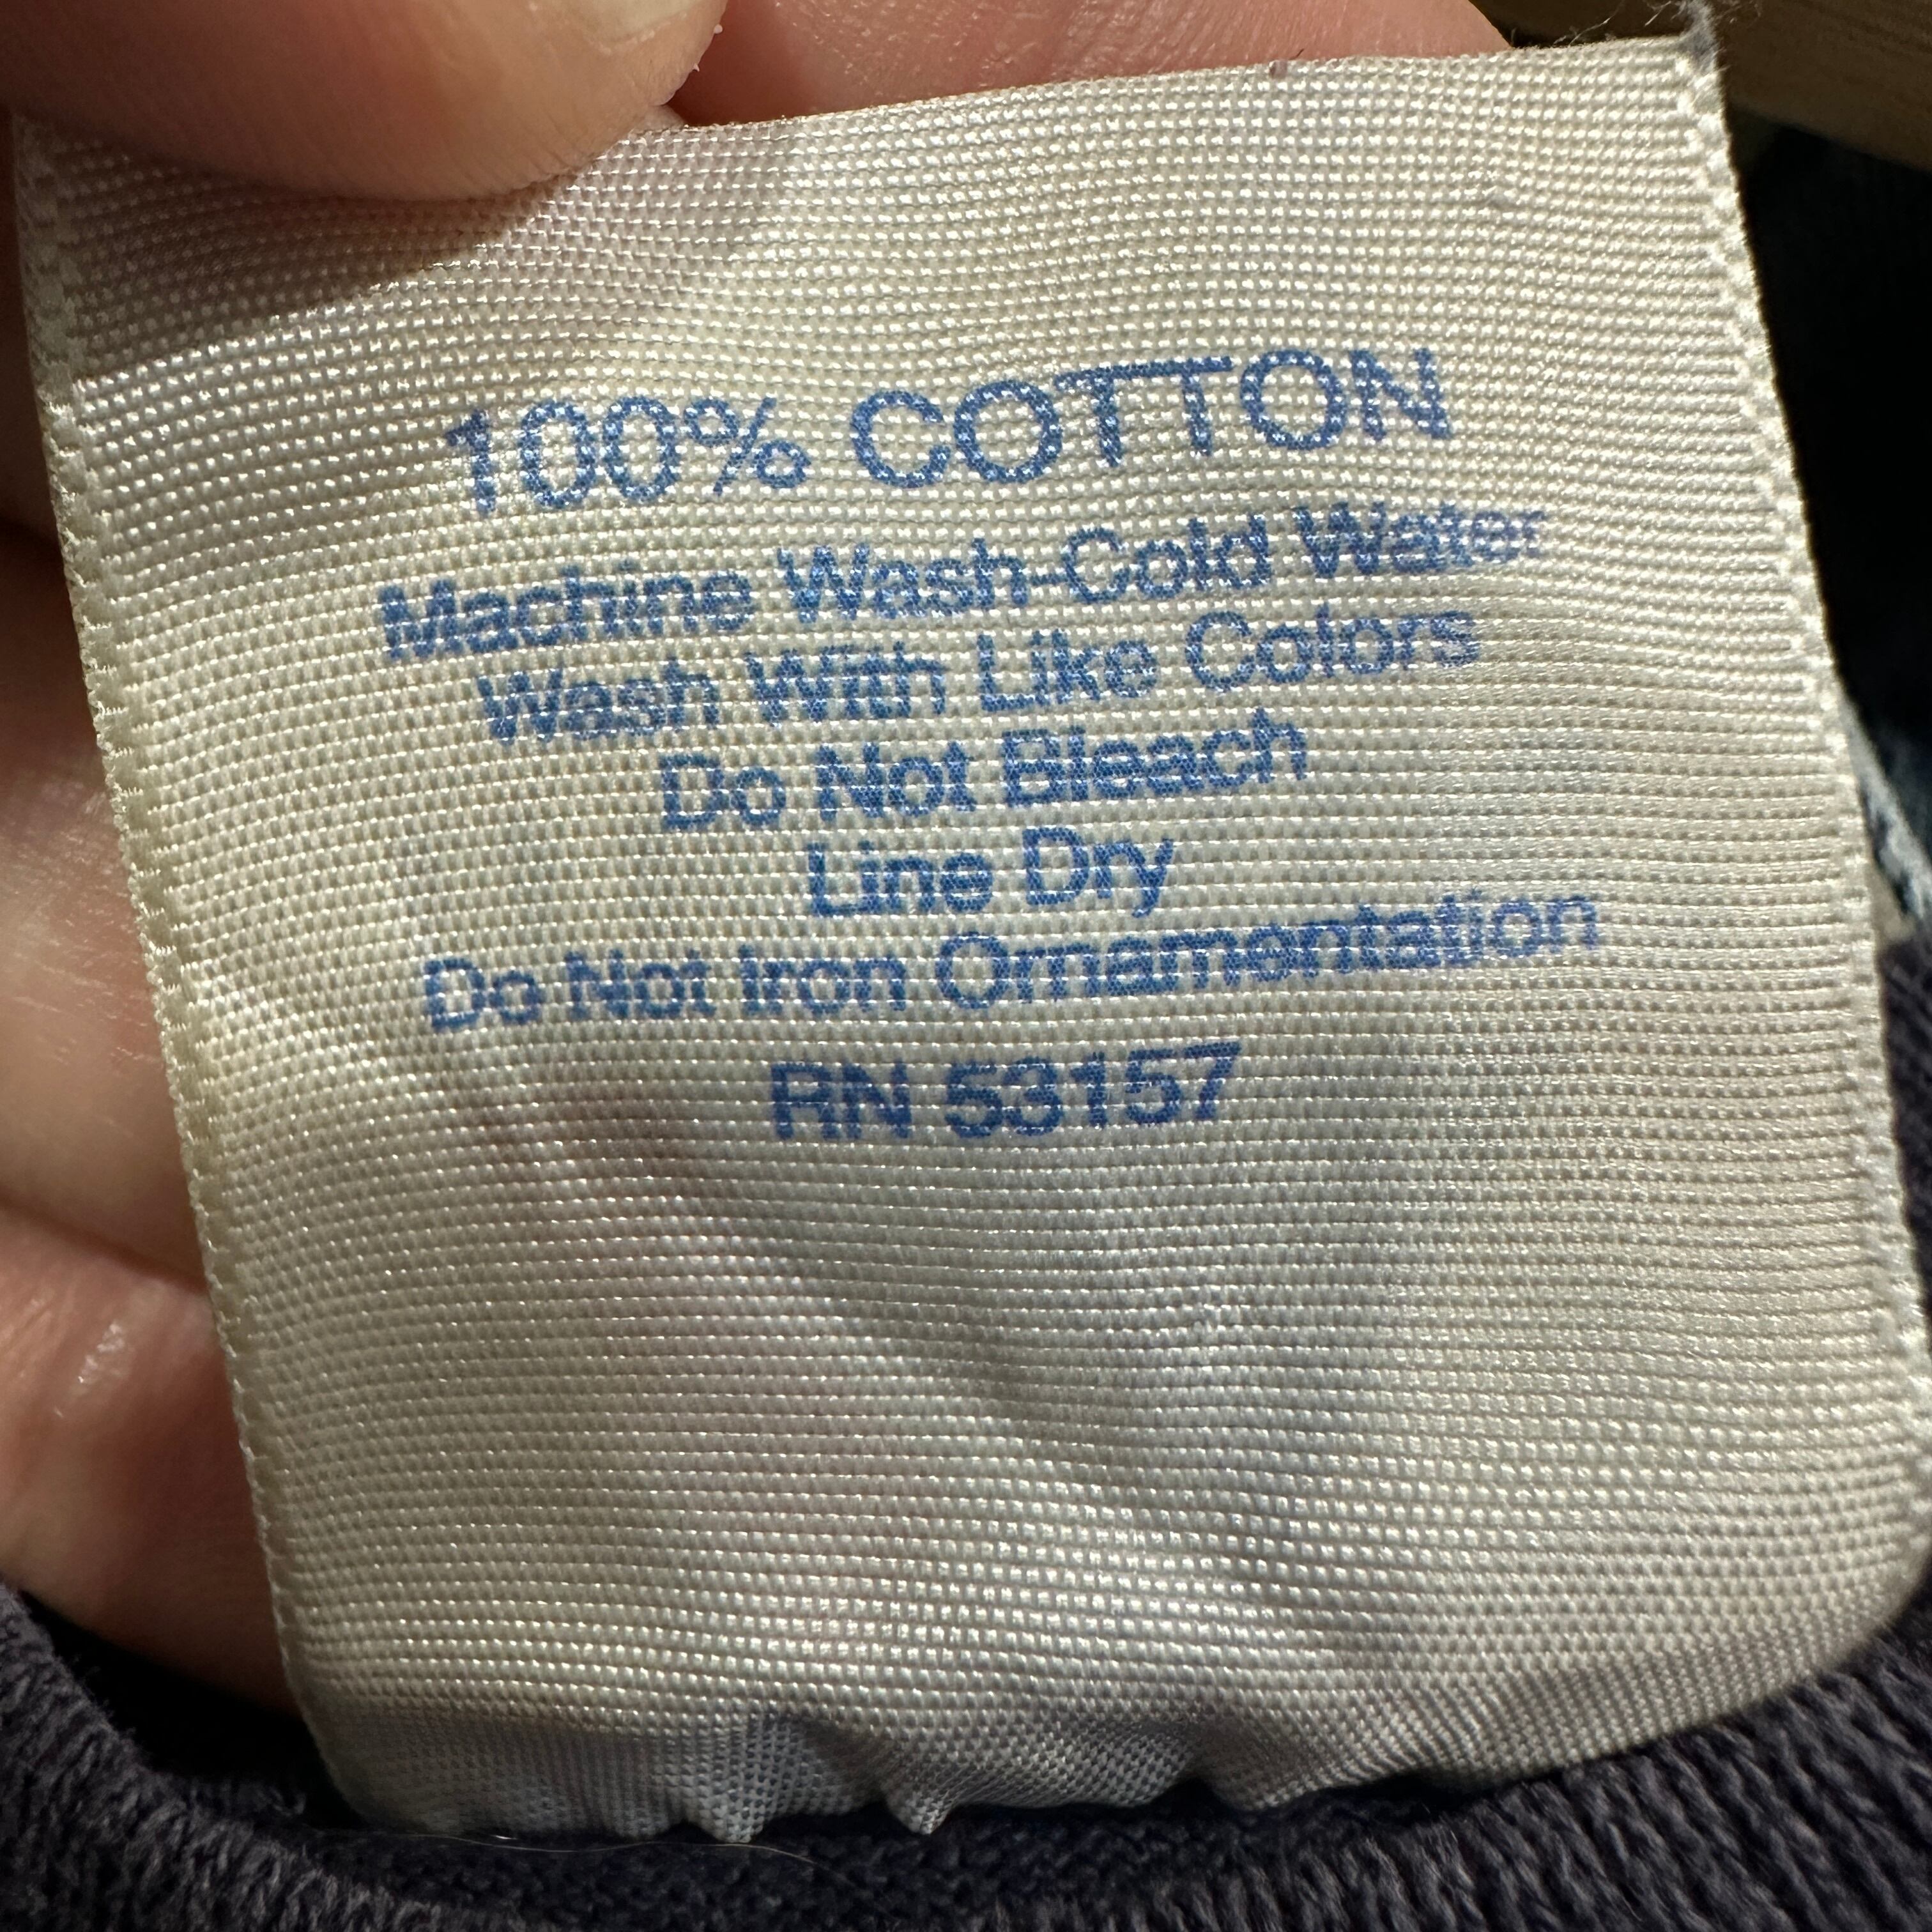 100% COTTON
Machine Wash-Cold Water
Wash With Like Colors
Do Not Bleach
Line Dry
Do Not Iron Ornamentation
RN 53157